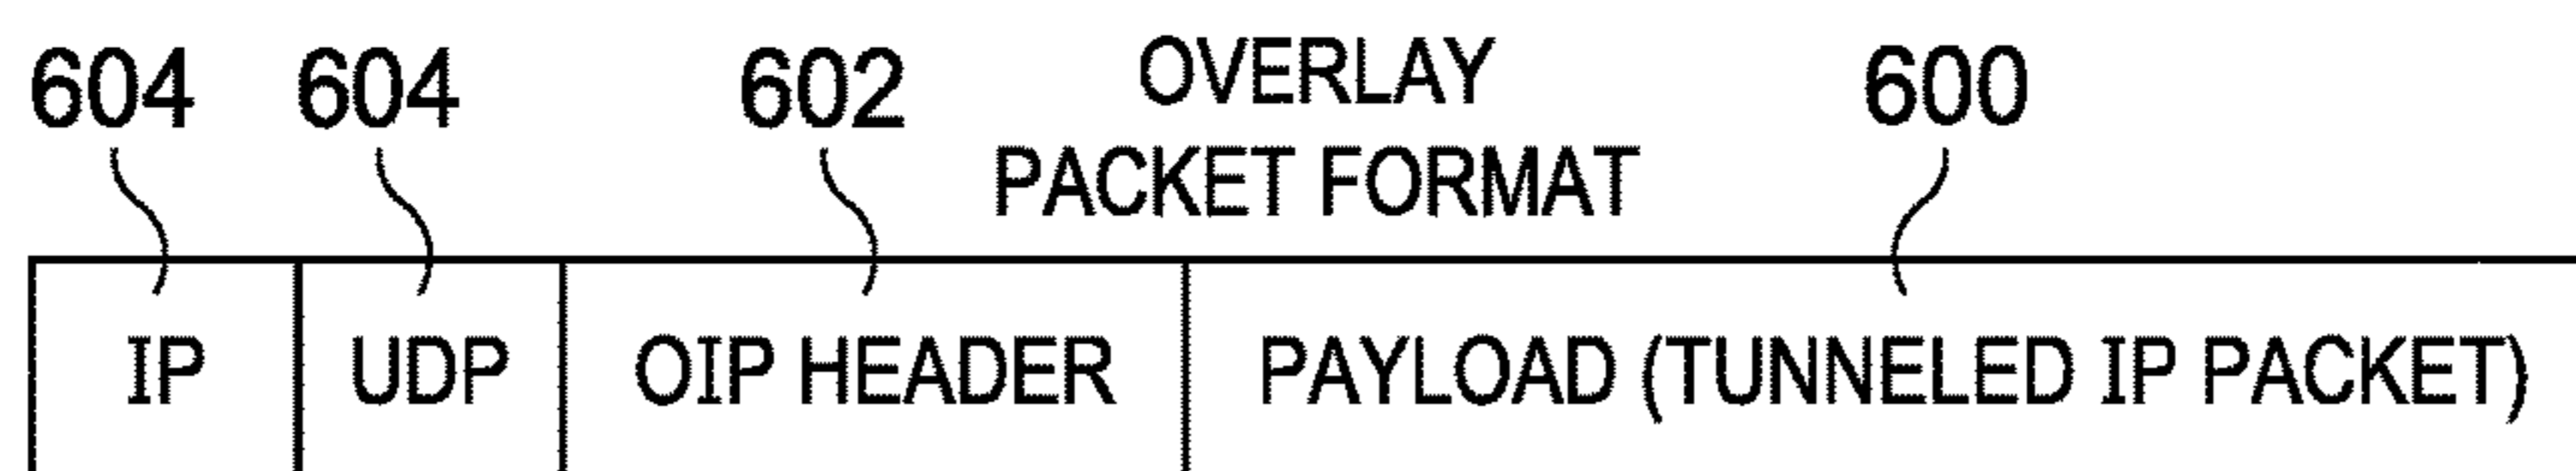 604 604 602 OVERLAY 600
PACKET FORMAT
IP UDP OIP HEADER PAYLOAD (TUNNELED IP PACKET)